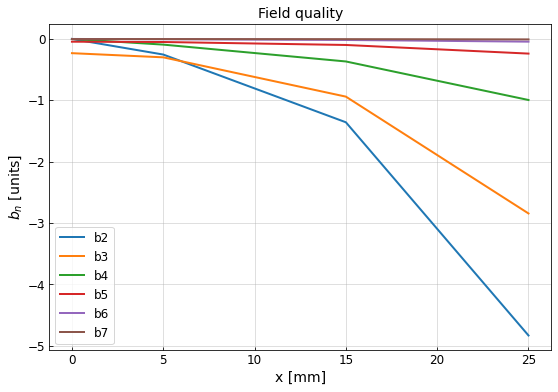 Field quality
0
−1
−2
−3
−4
−5
b_n [units]
b2
b3
b4
b5
b6
b7
0
5
10
15
20
25
x [mm]